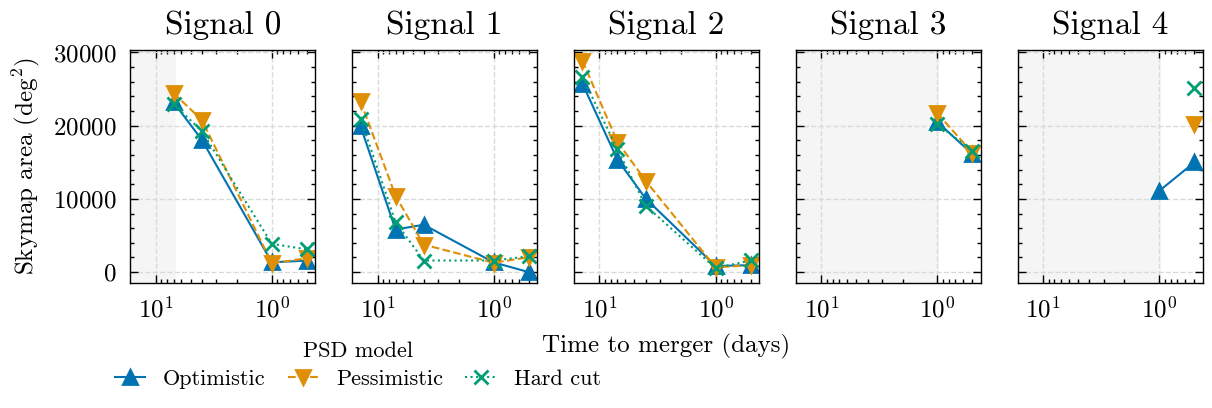 Signal 0 Signal 1 Signal 2 Signal 3 Signal 4
Skymap area (deg²)
30000
20000
10000
0
10¹ 10⁰ 10¹ 10⁰ 10¹ 10⁰ 10¹ 10⁰ 10¹ 10⁰
Time to merger (days)
PSD model
Optimistic Pessimistic Hard cut